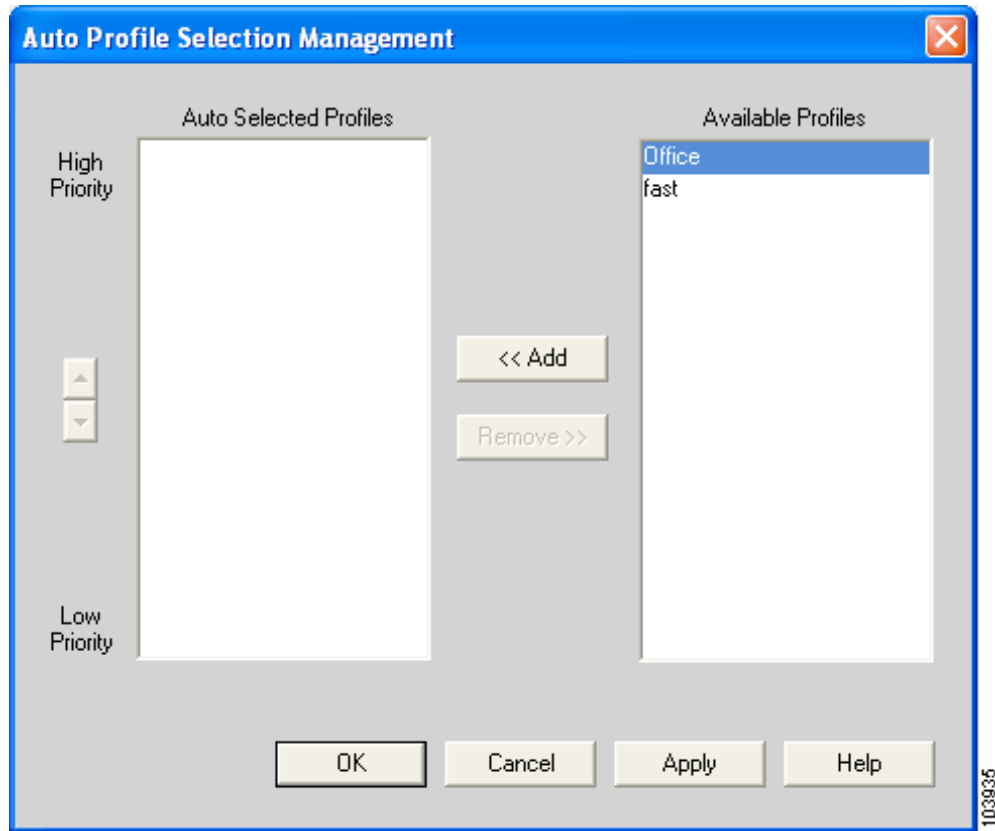 Auto Profile Selection Management
Auto Selected Profiles
Available Profiles
High
Priority
Office
fast
<< Add
Remove >>
Low
Priority
OK
Cancel
Apply
Help
103935